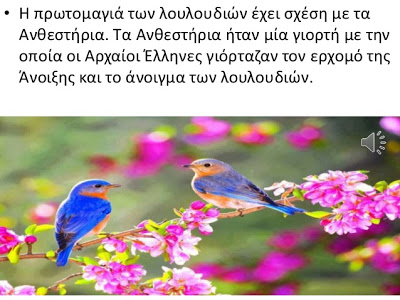 • Η πρωτομαγιά των λουλουδιών έχει σχέση με τα
Ανθεστήρια. Τα Ανθεστήρια ήταν μία γιορτή με την
οποία οι Αρχαίοι Έλληνες γιόρταζαν τον ερχομό της
Άνοιξης και το άνοιγμα των λουλουδιών.